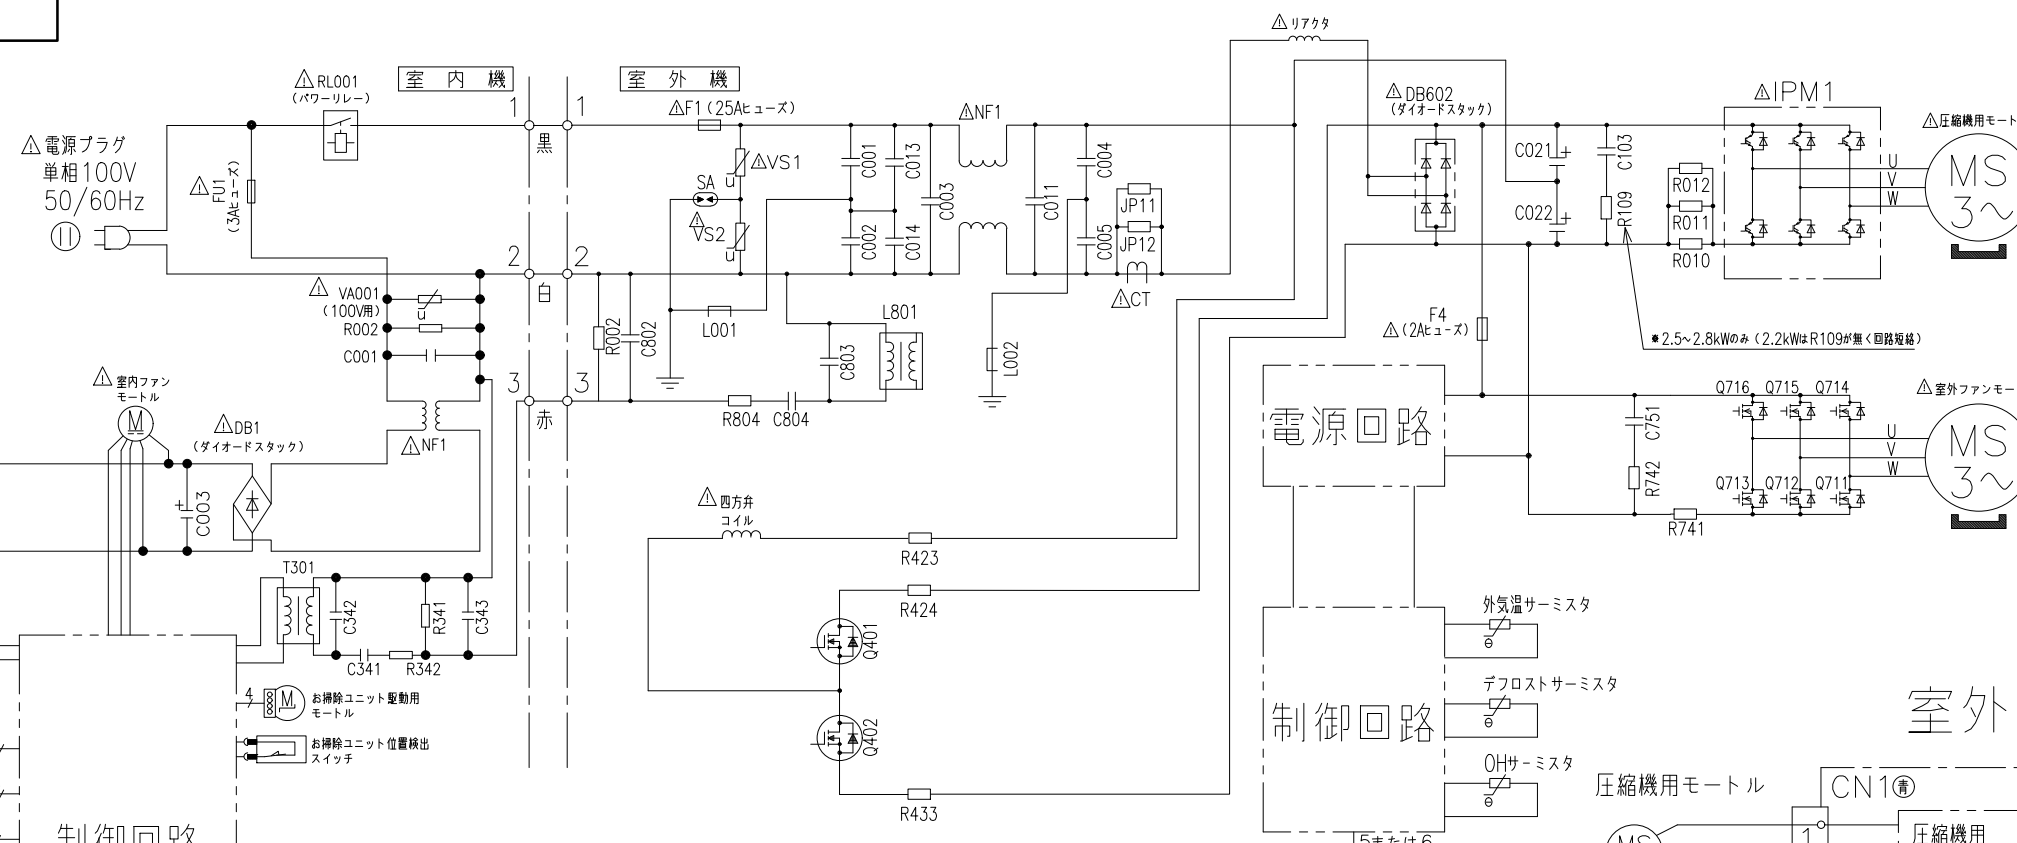 リアクタ
RL001
(パワーリレー)
室 内 機
室 外 機
1
1
黒
F1(25Aヒューズ)
NF1
電源プラグ
単相100V
50/60Hz
FU1
(3Aヒューズ)
VS1
SA
VS2
u
u
C001
C002
C013
C014
C003
C011
C004
C005
JP11
JP12
CT
DB602
(ダイオードスタック)
C021
C022
C103
R109
R012
R011
R010
IPM1
U
V
W
圧縮機用モート
MS
3～
2
2
白
VA001
(100V用)
u
R002
C001
R002
C802
L001
L801
C803
L002
F4
(2Aヒューズ)
※2.5~2.8kWのみ(2.2kWはR109が無く回路短絡)
3
3
赤
R804
C804
室内ファン
モートル
M
DB1
(ダイオードスタック)
NF1
C003
電源回路
C751
R742
R741
Q716
Q715
Q714
Q713
Q712
Q711
U
V
W
室外ファンモー
MS
3～
四方弁
コイル
R423
R424
Q401
Q402
R433
T301
C342
R341
C343
C341
R342
4
M
お掃除ユニット駆動用
モートル
お掃除ユニット位置検出
スイッチ
制御回路
制御回路
外気温サーミスタ
θ
デフロストサーミスタ
θ
OHサーミスタ
θ
5または6
室外
圧縮機用モートル
CN1青
MS
1
圧縮機用